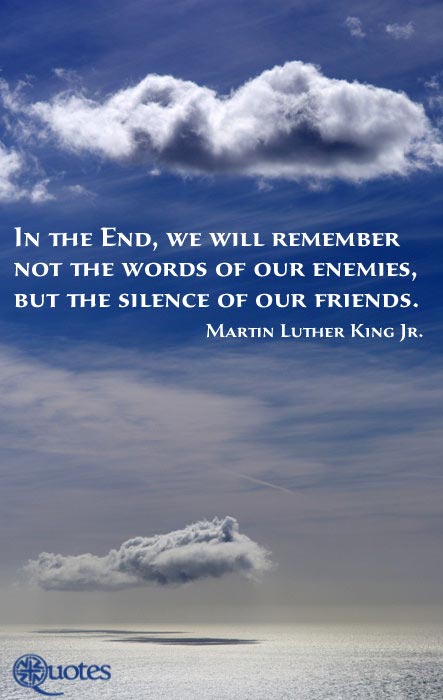 In the End, we will remember
not the words of our enemies,
but the silence of our friends.
Martin Luther King Jr.
Quotes